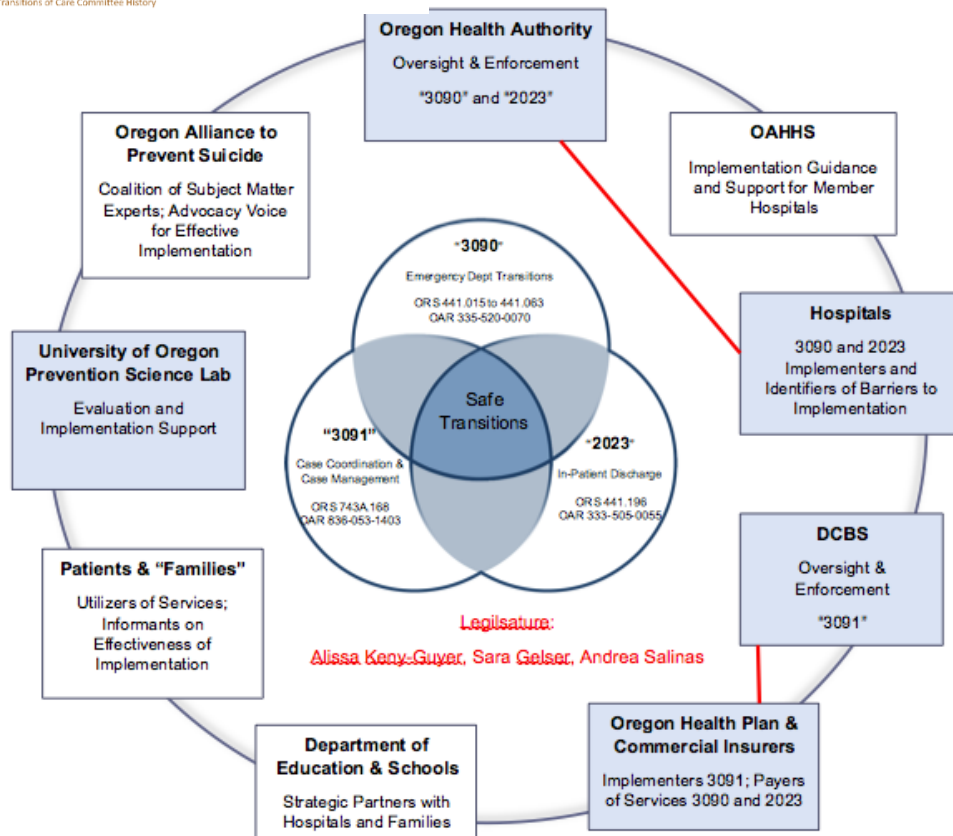 Transitions of Care Committee History
Oregon Health Authority
Oversight & Enforcement
"3090" and "2023"
Oregon Alliance to
Prevent Suicide
Coalition of Subject Matter
Experts; Advocacy Voice
for Effective
Implementation
OAHHS
Implementation Guidance
and Support for Member
Hospitals
"3090"
Emergency Dept Transitions
ORS 441.015 to 441.063
OAR 335-520-0070
University of Oregon
Prevention Science Lab
Evaluation and
Implementation Support
Hospitals
3090 and 2023
Implementers and
Identifiers of Barriers to
Implementation
Safe
Transitions
"3091"
Case Coordination &
Case Management
ORS 743A.168
OAR 836-053-1403
"2023"
In-Patient Discharge
ORS 441.196
OAR 333-505-0055
Patients & “Families”
Utilizers of Services;
Informants on
Effectiveness of
Implementation
DCBS
Oversight &
Enforcement
"3091"
Legilsature:
Alissa Keny-Guyer, Sara Gelser, Andrea Salinas
Department of
Education & Schools
Strategic Partners with
Hospitals and Families
Oregon Health Plan &
Commercial Insurers
Implementers 3091; Payers
of Services 3090 and 2023